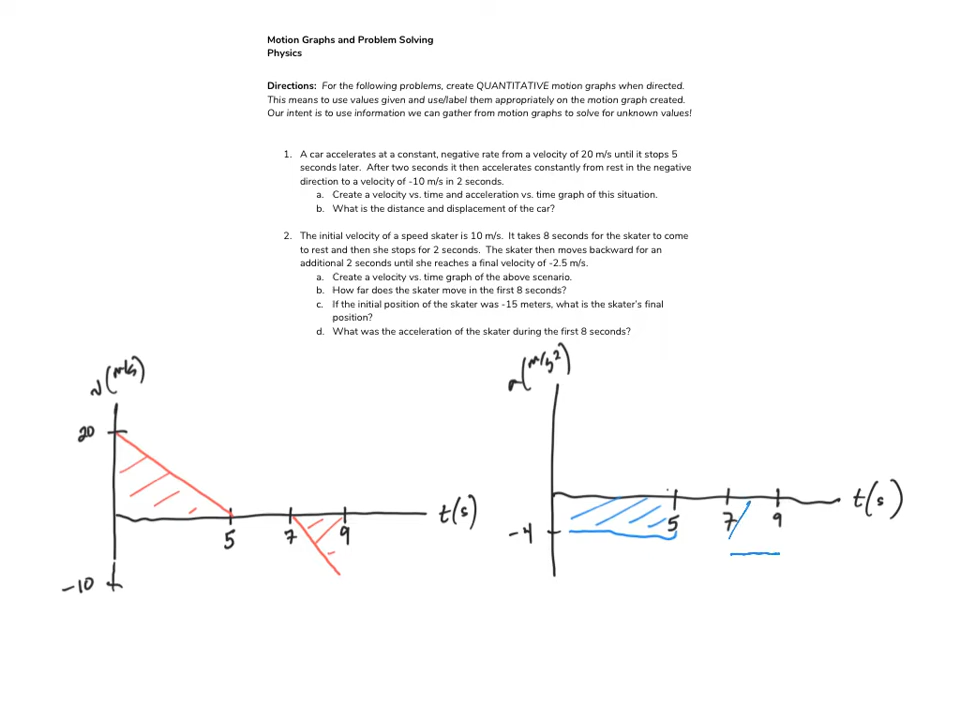 Motion Graphs and Problem Solving
Physics
Directions: For the following problems, create QUANTITATIVE motion graphs when directed.
This means to use values given and use/label them appropriately on the motion graph created.
Our intent is to use information we can gather from motion graphs to solve for unknown values!
1. A car accelerates at a constant, negative rate from a velocity of 20 m/s until it stops 5
seconds later. After two seconds it then accelerates constantly from rest in the negative
direction to a velocity of -10 m/s in 2 seconds.
a. Create a velocity vs. time and acceleration vs. time graph of this situation.
b. What is the distance and displacement of the car?
2. The initial velocity of a speed skater is 10 m/s. It takes 8 seconds for the skater to come
to rest and then she stops for 2 seconds. The skater then moves backward for an
additional 2 seconds until she reaches a final velocity of -2.5 m/s.
a. Create a velocity vs. time graph of the above scenario.
b. How far does the skater move in the first 8 seconds?
c. If the initial position of the skater was -15 meters, what is the skater's final
position?
d. What was the acceleration of the skater during the first 8 seconds?
v(m/s)
20
5 7 9 t(s)
-10
a(m/s²)
5 7 9 t(s)
-4